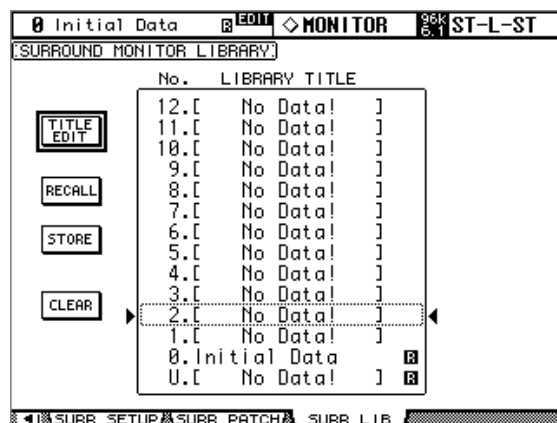 0 Initial Data R EDIT ◇MONITOR 96k 6.1 ST-L-ST
SURROUND MONITOR LIBRARY
No. LIBRARY TITLE
TITLE EDIT
RECALL
STORE
CLEAR
12.[ No Data! ]
11.[ No Data! ]
10.[ No Data! ]
9.[ No Data! ]
8.[ No Data! ]
7.[ No Data! ]
6.[ No Data! ]
5.[ No Data! ]
4.[ No Data! ]
3.[ No Data! ]
2.[ No Data! ]
1.[ No Data! ]
0.Initial Data R
U.[ No Data! ] R
SURR SETUP SURR PATCH SURR LIB